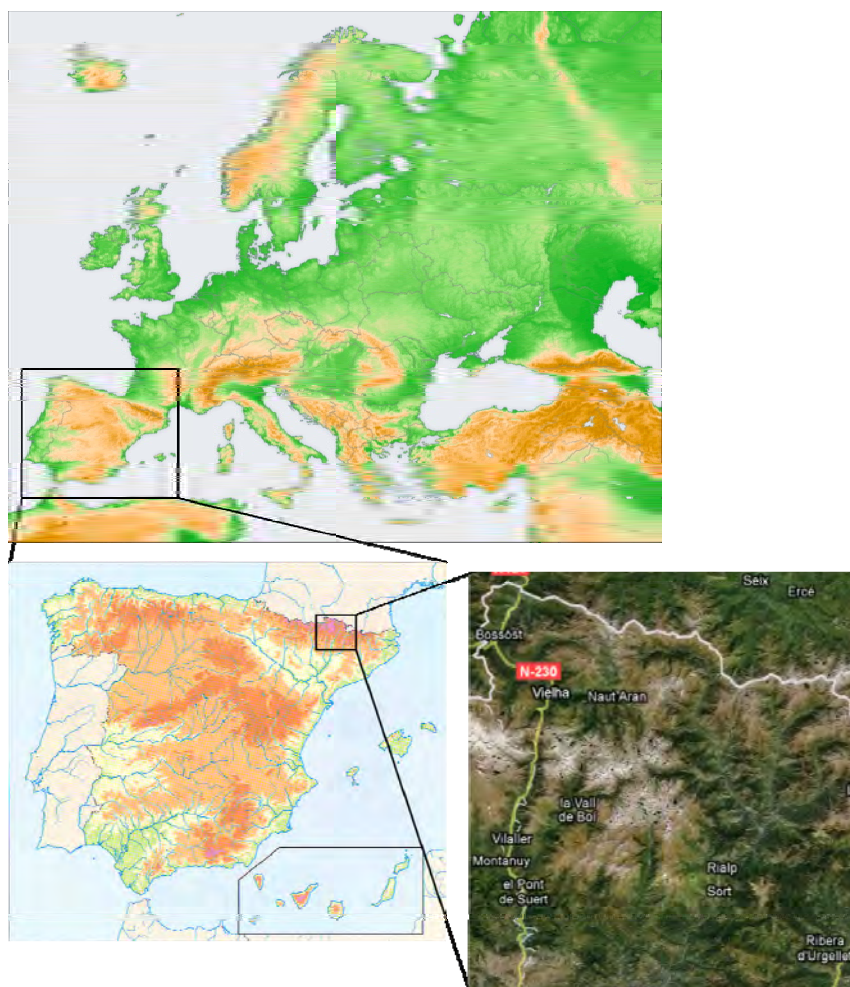 Seix
Ercé
Bossòst
N-230
Vielha
Naut Aran
la Vall
de Boí
Vilaller
Montanuy
el Pont
de Suert
Rialp
Sort
Ribera
d'Urgellet